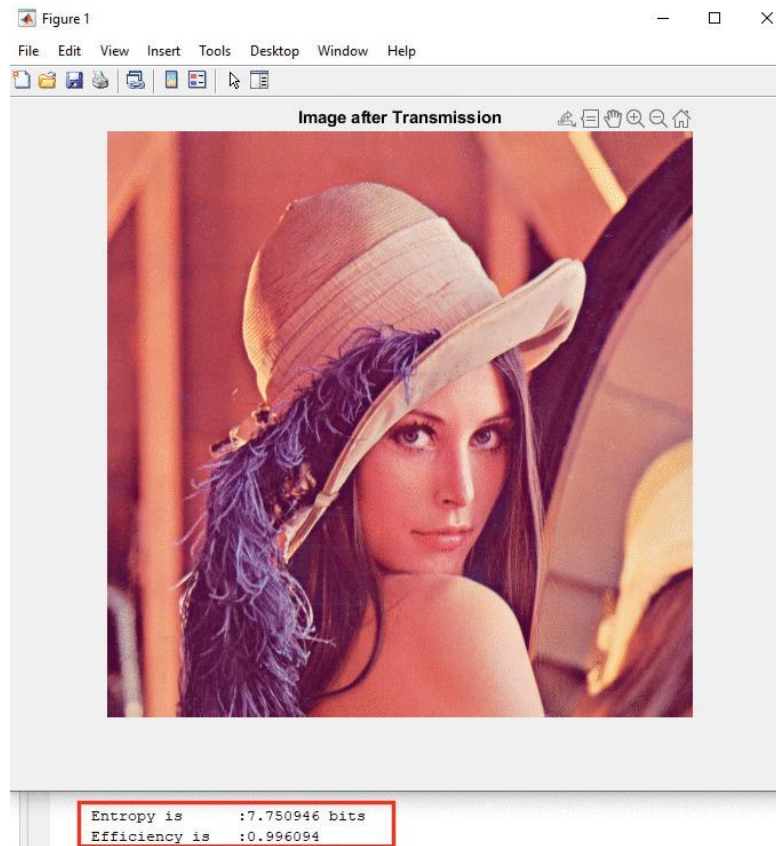 Figure 1
File Edit View Insert Tools Desktop Window Help
Image after Transmission
Entropy is :7.750946 bits
Efficiency is :0.996094